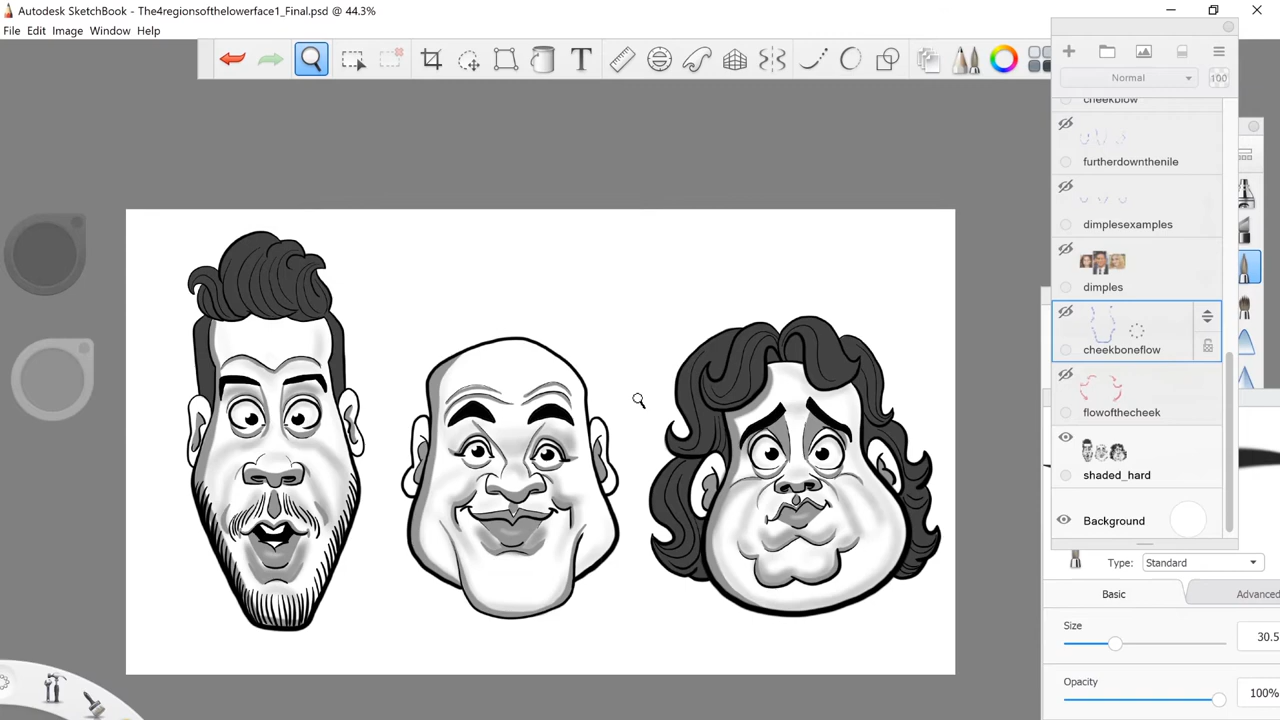 Autodesk SketchBook - The4regionsofthelowerface1_Final.psd @ 44.3%
File Edit Image Window Help
T
Normal 100
cheekblow
furtherdownthenile
dimplesexamples
dimples
cheekboneflow
flowofthecheek
shaded_hard
Background
Type: Standard
Basic Advanced
Size
30.5
Opacity
100%